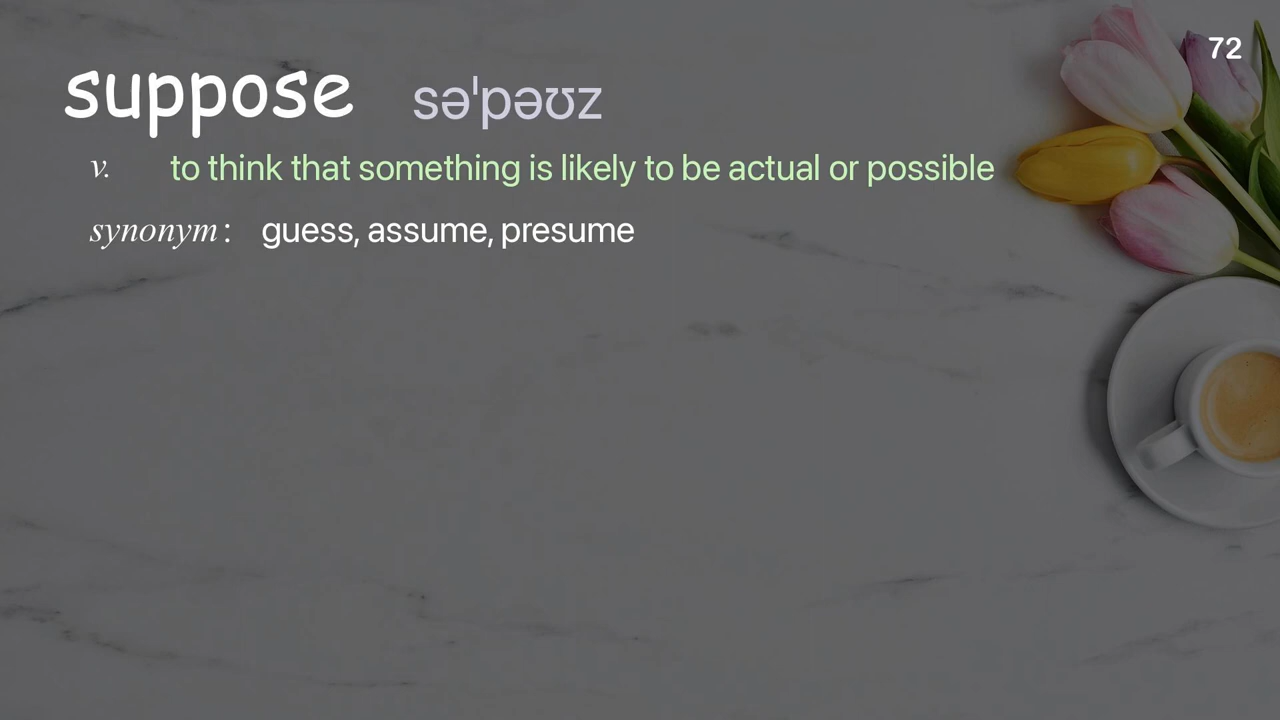 72
suppose səˈpəʊz
v. to think that something is likely to be actual or possible
synonym: guess, assume, presume